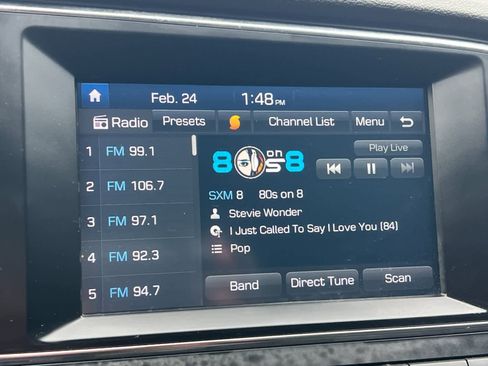 Feb. 24 1:48 PM
Radio Presets Channel List Menu
1 FM 99.1
2 FM 106.7
3 FM 97.1
4 FM 92.3
5 FM 94.7
Play Live
80s on 8
SXM 8 80s on 8
Stevie Wonder
I Just Called To Say I Love You (84)
Pop
Band Direct Tune Scan